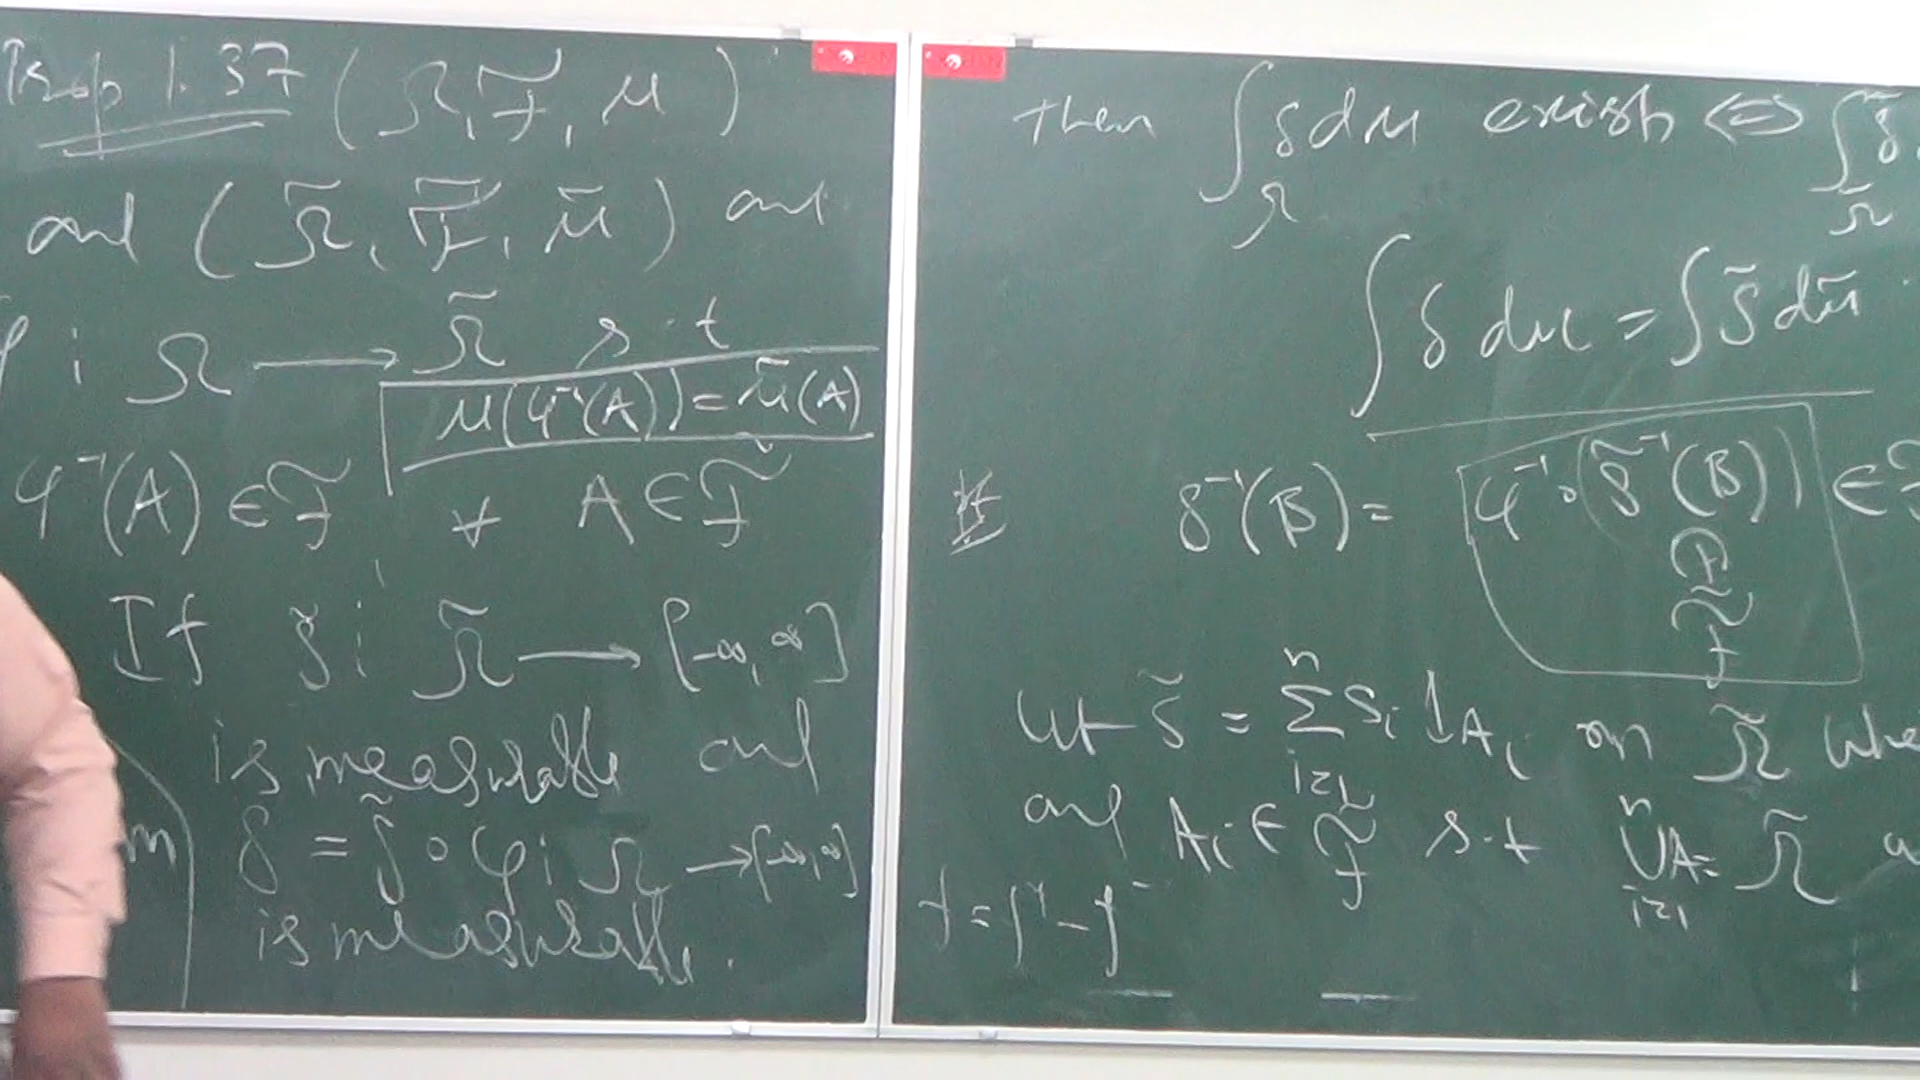 Prop 1.37 (Ω, F, μ)
and (Ω̃, F̃, μ̃) and
φ : Ω → Ω̃ s.t
μ(φ⁻¹(A)) = μ̃(A)
φ⁻¹(A) ∈ F ∀ A ∈ F̃
If f̃ : Ω̃ → [-∞, ∞]
is measurable and
f = f̃ ∘ φ : Ω → [-∞, ∞]
is measurable.
Then ∫_Ω f dμ exists ⇔ ∫_Ω̃ f̃
∫ f dμ = ∫ f̃ dμ̃.
Pf f⁻¹(B) = φ⁻¹∘(f̃⁻¹(B)) ∈ F
∩
F̃
Let S̃ = ∑_{i=1}^{n} S_i 1_{A_i} on Ω̃ whe
and A_i ∈ F̃ s.t ⋃_{i=1}^{n} A_i = Ω̃
f = f⁺ - f⁻